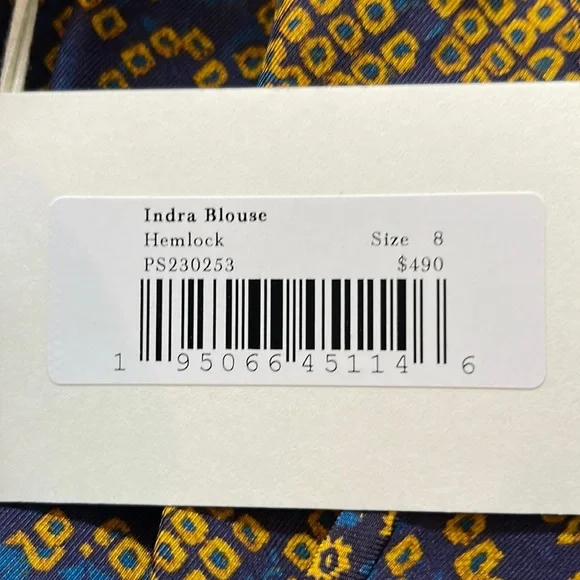 Indra Blouse
Hemlock Size 8
PS230253 $490
1 95066 45114 6